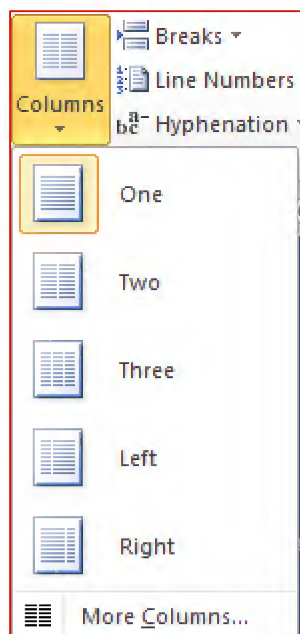 Columns
Breaks
Line Numbers
Hyphenation
One
Two
Three
Left
Right
More Columns...